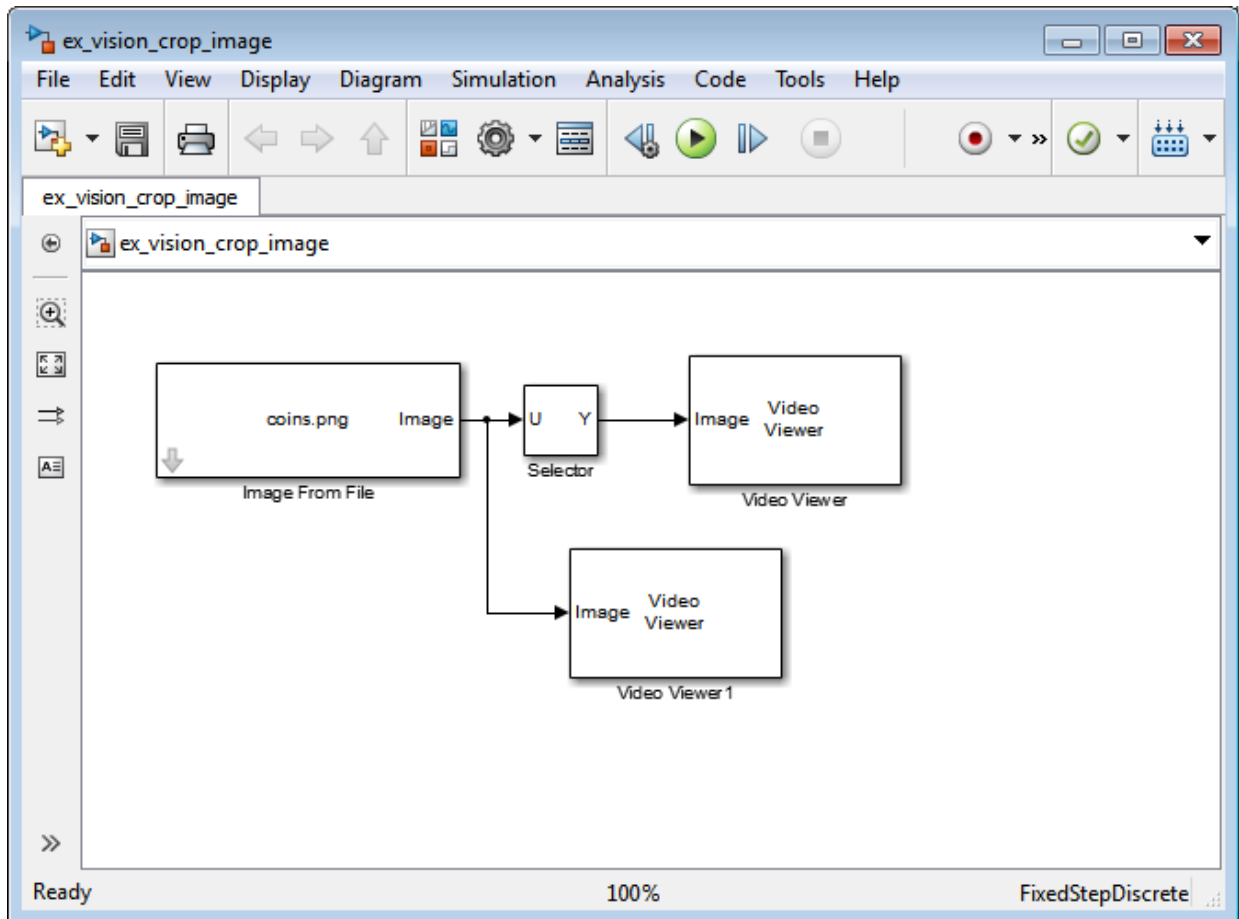 ex_vision_crop_image
File Edit View Display Diagram Simulation Analysis Code Tools Help
ex_vision_crop_image
ex_vision_crop_image
coins.png Image
Image From File
U Y
Selector
Image Video
Viewer
Video Viewer
Image Video
Viewer
Video Viewer1
Ready 100% FixedStepDiscrete